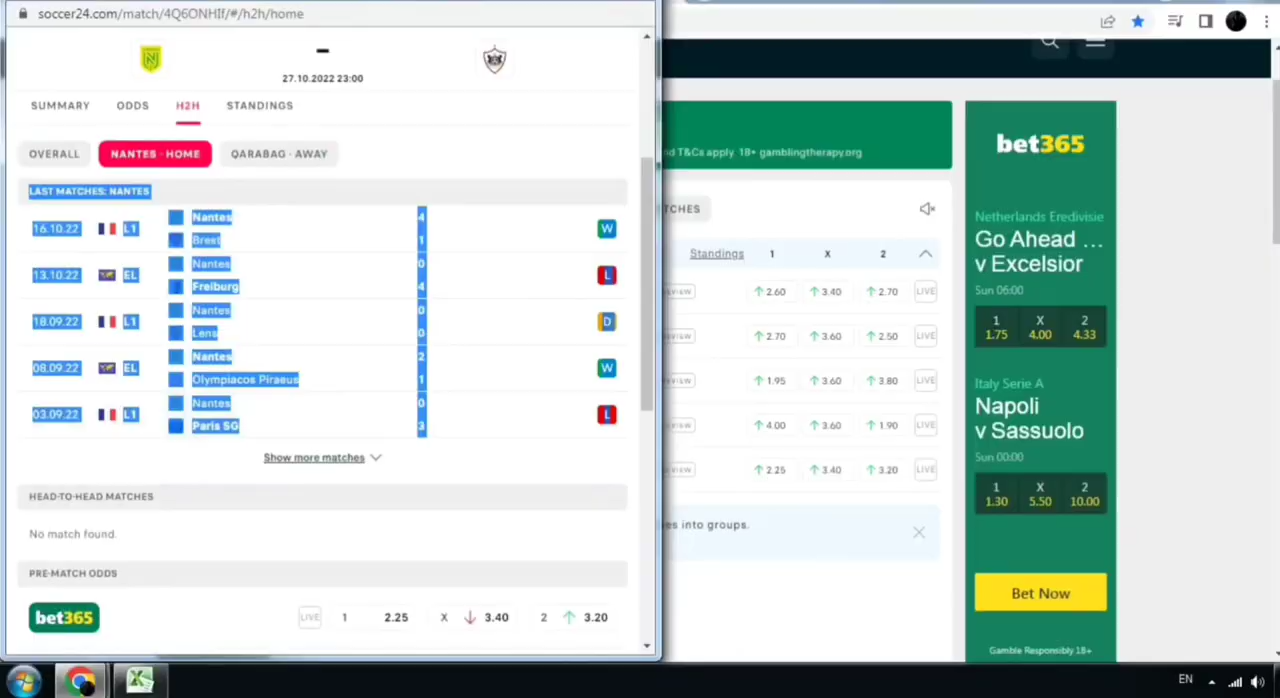 soccer24.com/match/4Q6ONHIf/#/h2h/home
27.10.2022 23:00
SUMMARY ODDS H2H STANDINGS
OVERALL NANTES - HOME QARABAG - AWAY
LAST MATCHES: NANTES
16.10.22 L1 Nantes 4 W
Brest 1
13.10.22 EL Nantes 0 L
Freiburg 4
18.09.22 L1 Nantes 0 D
Lens 0
08.09.22 EL Nantes 2 W
Olympiacos Piraeus 1
03.09.22 L1 Nantes 0 L
Paris SG 3
Show more matches
HEAD-TO-HEAD MATCHES
No match found.
PRE-MATCH ODDS
bet365 LIVE 1 2.25 X 3.40 2 3.20
T&Cs apply 18+ gamblingtherapy.org
Standings 1 X 2
2.60 3.40 2.70 LIVE
2.70 3.60 2.50 LIVE
1.95 3.60 3.80 LIVE
4.00 3.60 1.90 LIVE
2.25 3.40 3.20 LIVE
into groups.
bet365
Netherlands Eredivisie
Go Ahead ...
v Excelsior
Sun 06:00
1 X 2
1.75 4.00 4.33
Italy Serie A
Napoli
v Sassuolo
Sun 00:00
1 X 2
1.30 5.50 10.00
Bet Now
Gamble Responsibly 18+
EN